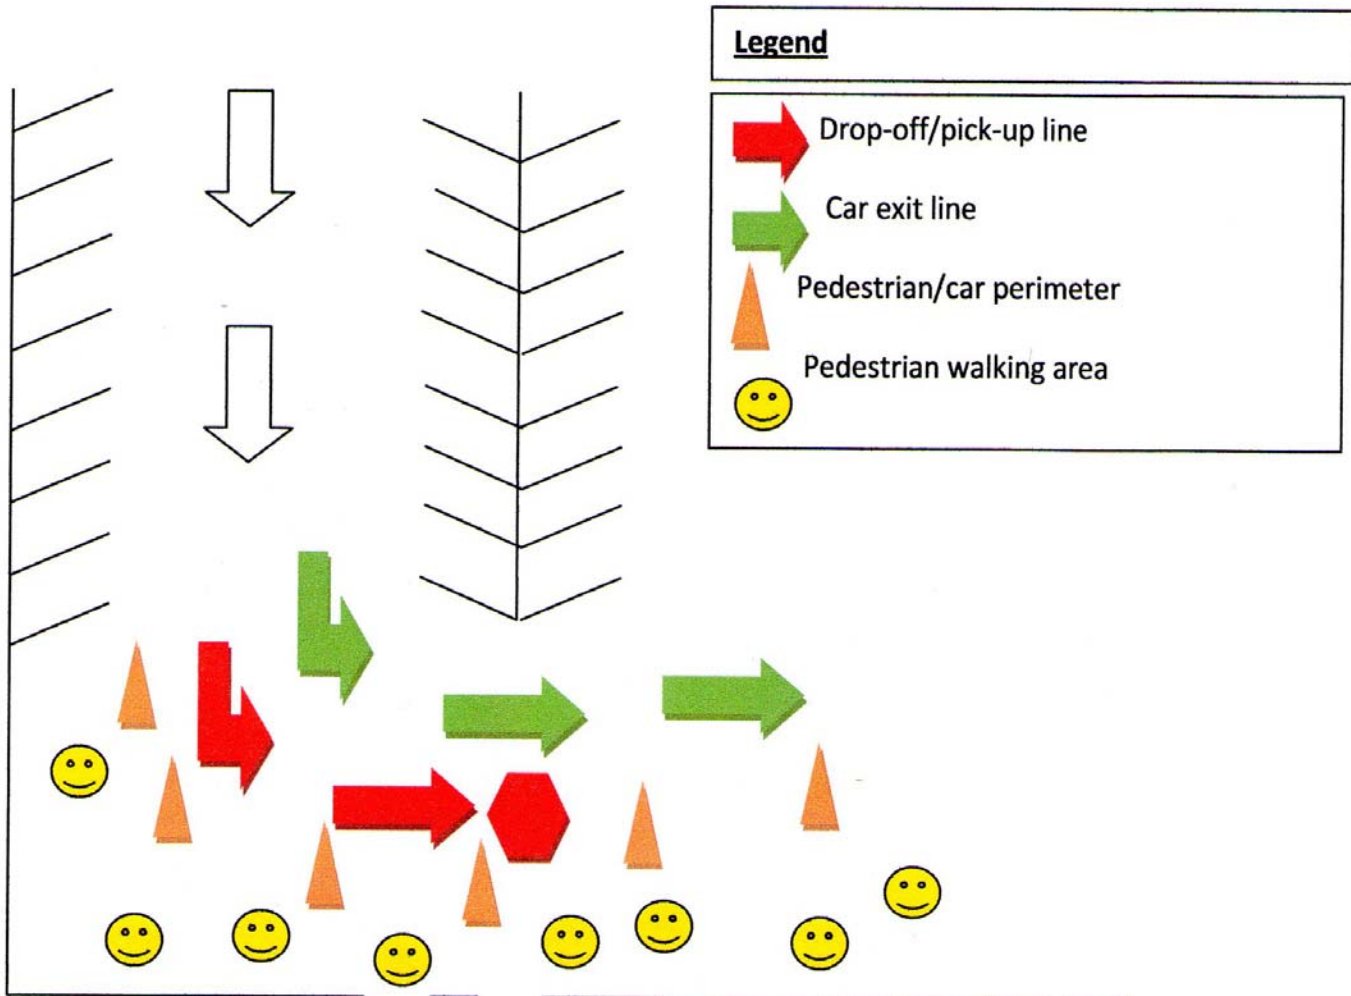 Legend
Drop-off/pick-up line
Car exit line
Pedestrian/car perimeter
Pedestrian walking area